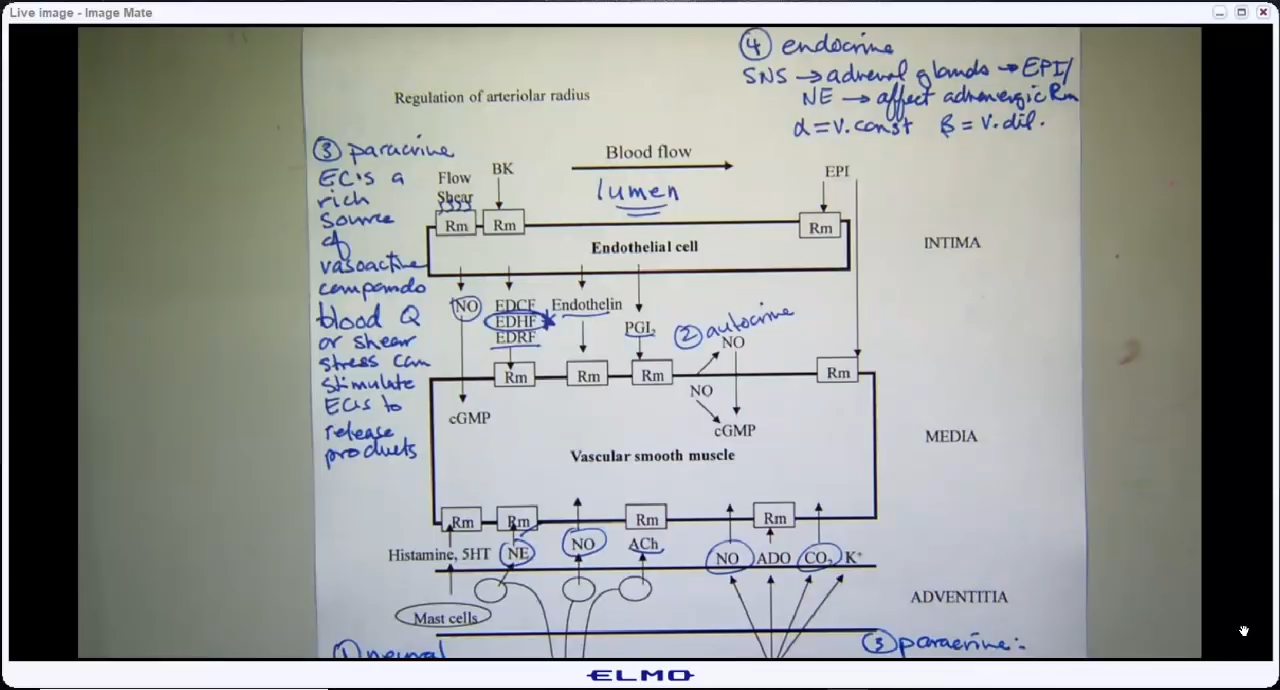 Live image - Image Mate
④ endocrine
SNS → adrenal glands → EPI/
NE → affect adrenergic Rm
α = v.const β = v.dil.
Regulation of arteriolar radius
③ paracrine
EC's a
rich
source
of
vasoactive
compounds
blood Q
or shear
stress can
stimulate
EC's to
release
products
Blood flow
lumen
Flow
Shear
BK
EPI
Rm Rm Rm
Endothelial cell
INTIMA
NO EDCF Endothelin
EDHF
EDRF
PGI₂
② autocrine
NO
Rm Rm Rm Rm
NO
cGMP cGMP
MEDIA
Vascular smooth muscle
Rm Rm Rm Rm
Histamine, 5HT NE NO ACh NO ADO CO₂ K⁺
ADVENTITIA
Mast cells
① neural ③ paracrine:
ELMO